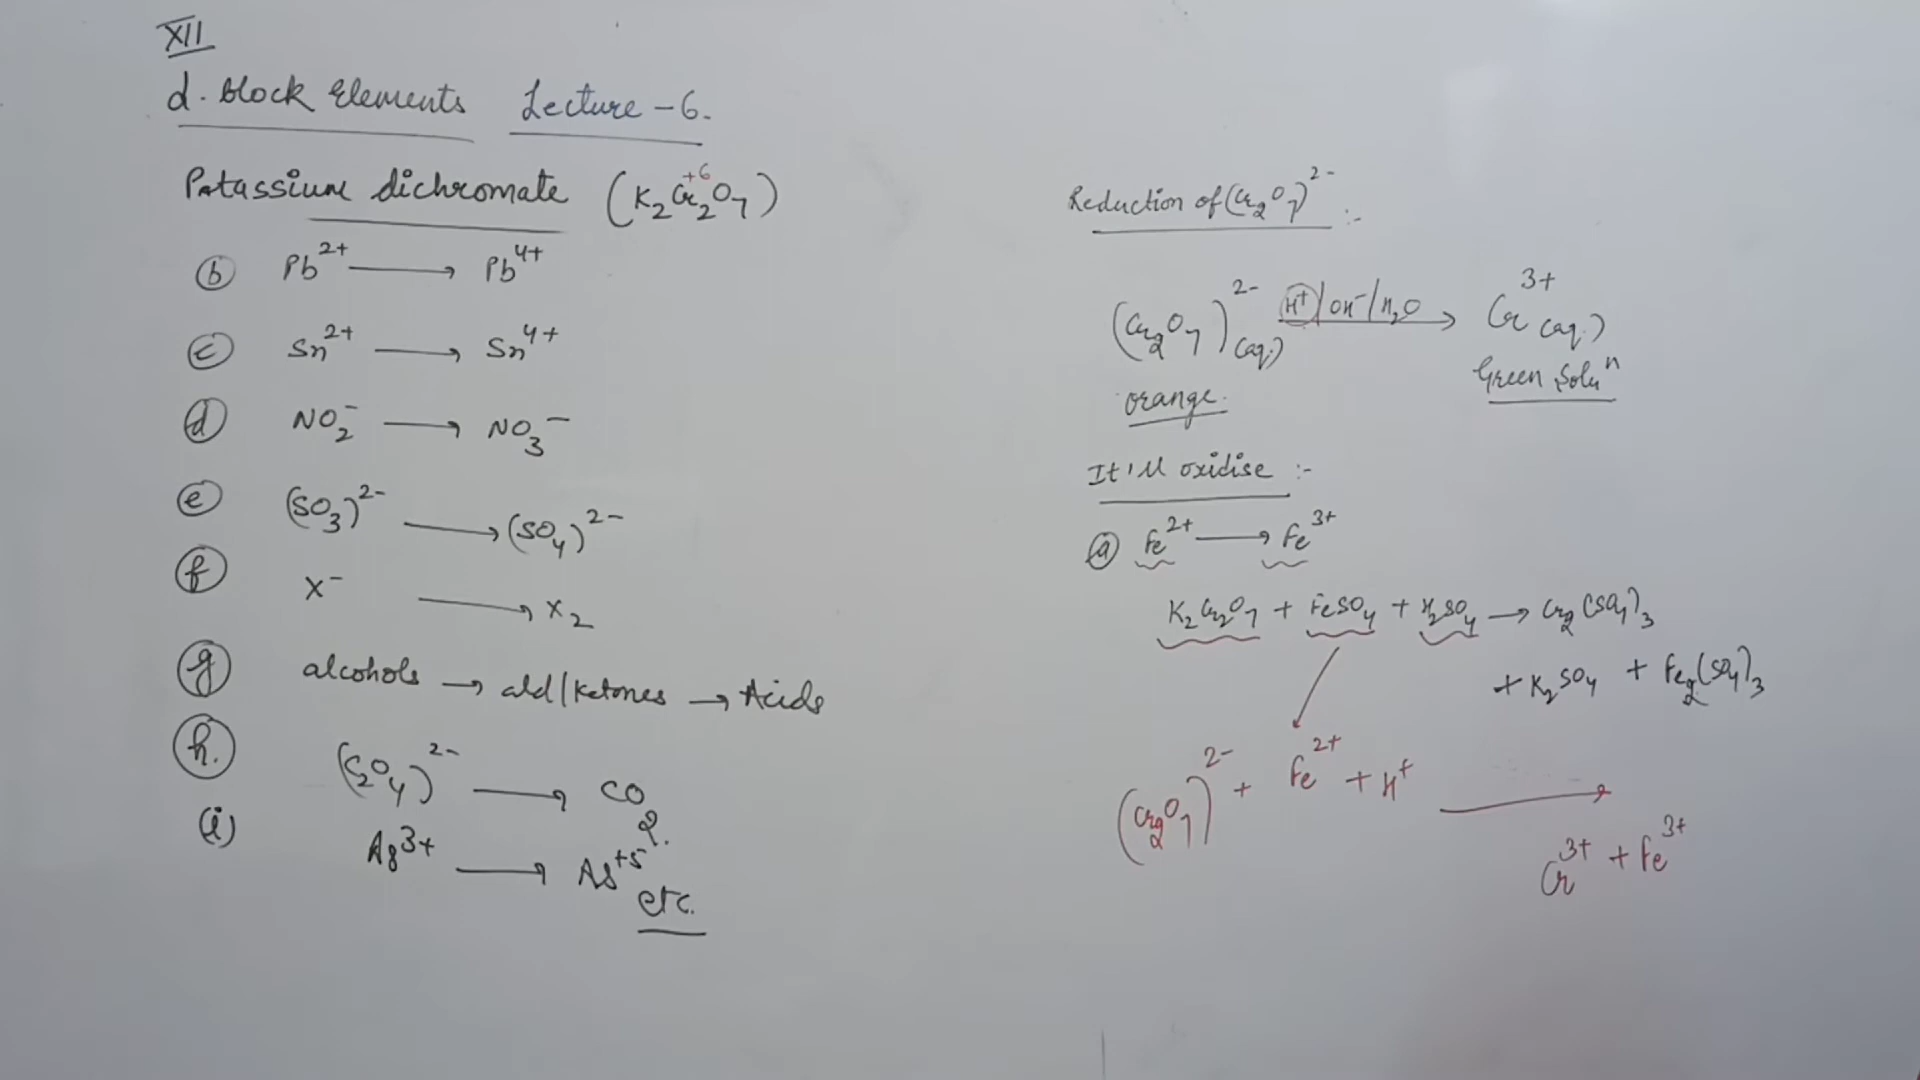 XII
d. Block Elements Lecture - 6.
Potassium dichromate (K₂Cr₂⁺⁶O₇)
(b) Pb²⁺ ⟶ Pb⁴⁺
(c) Sn²⁺ ⟶ Sn⁴⁺
(d) NO₂⁻ ⟶ NO₃⁻
(e) (SO₃)²⁻ ⟶ (SO₄)²⁻
(f) X⁻ ⟶ X₂
(g) alcohols → ald/Ketones → Acids
(h.) (C₂O₄)²⁻ ⟶ CO₂.
(i) As³⁺ ⟶ As⁺⁵
etc.
Reduction of (Cr₂O₇)²⁻ :-
(Cr₂O₇)²⁻(aq.) H⁺/OH⁻/H₂O ⟶ Cr³⁺(aq.)
orange. Green Soluⁿ
It'll oxidise :-
(a) Fe²⁺ ⟶ Fe³⁺
K₂Cr₂O₇ + FeSO₄ + H₂SO₄ → Cr₂(SO₄)₃
+ K₂SO₄ + Fe₂(SO₄)₃
(Cr₂O₇)²⁻ + Fe²⁺ + H⁺ ⟶
Cr³⁺ + Fe³⁺